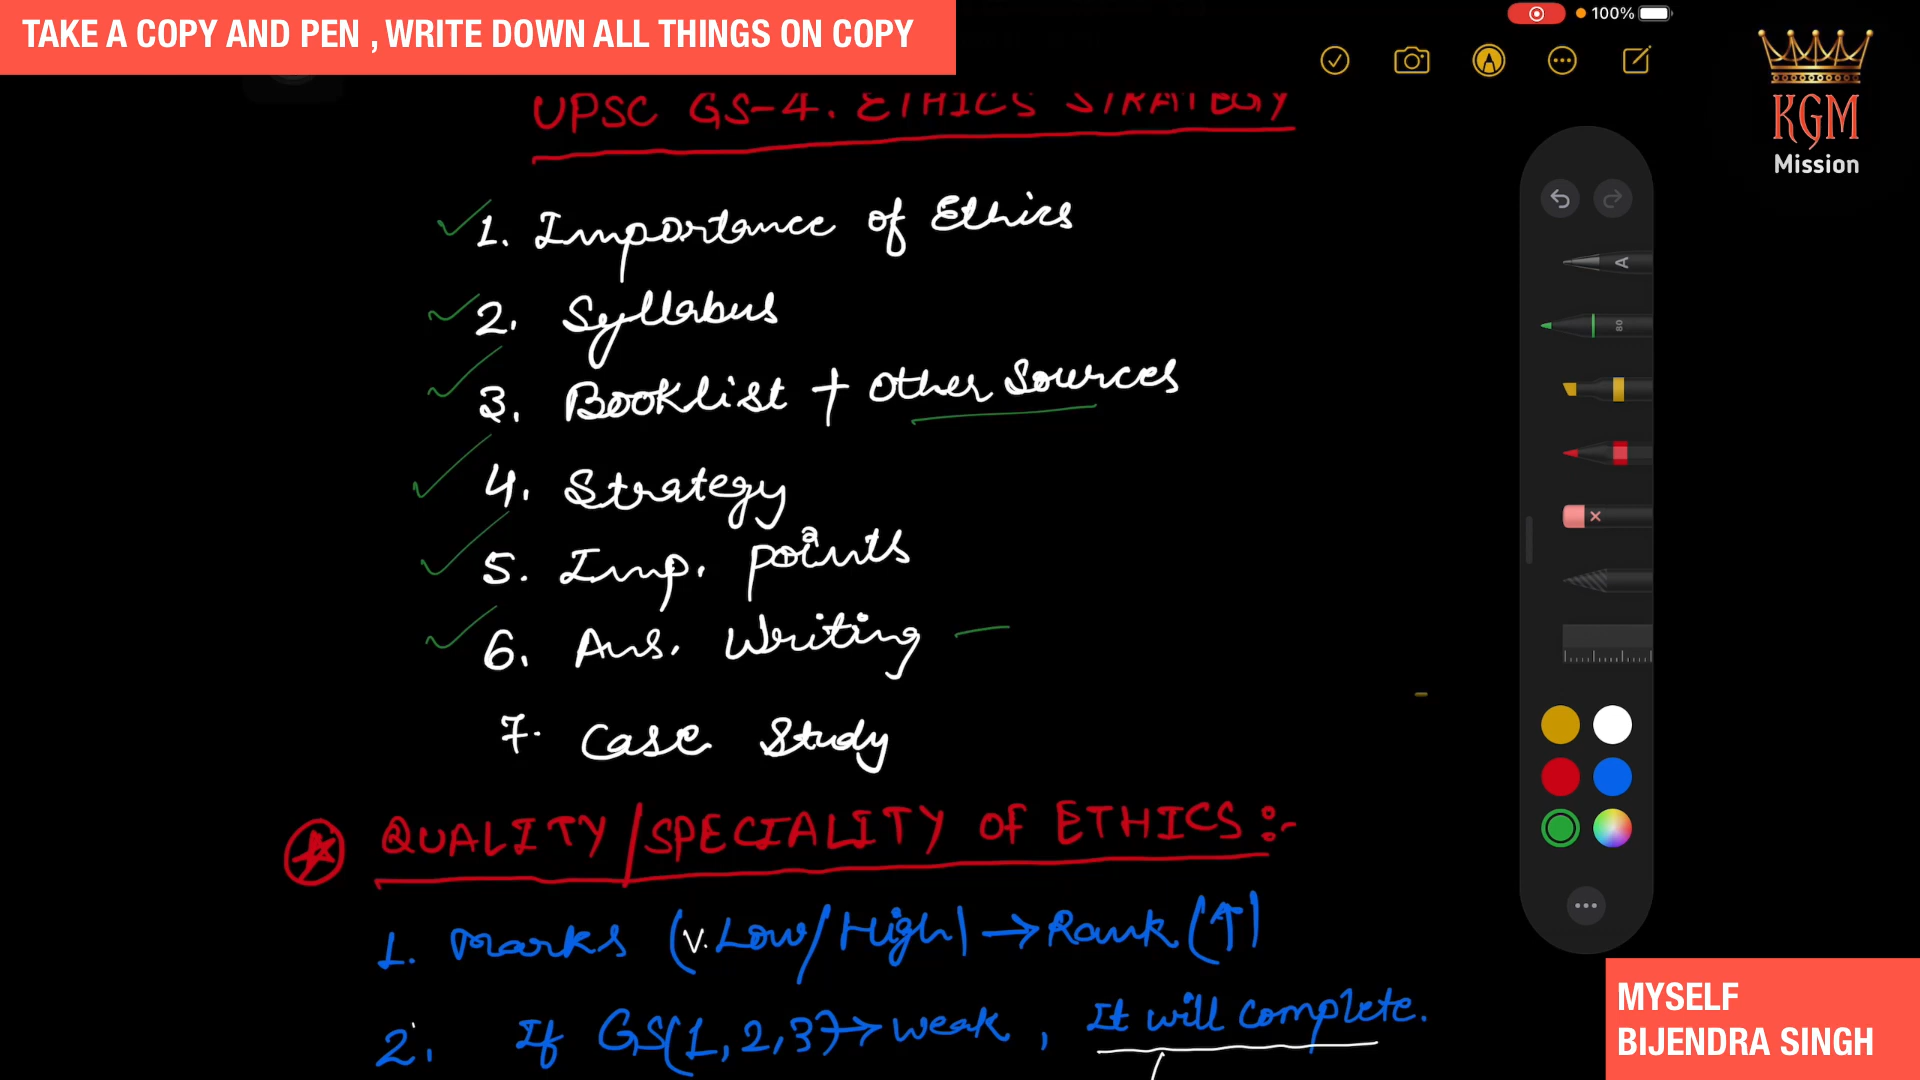 TAKE A COPY AND PEN , WRITE DOWN ALL THINGS ON COPY
100%
KGM
Mission
UPSC GS-4. ETHICS STRATEGY
1. Importance of Ethics
2. Syllabus
3. Booklist + Other Sources
4. Strategy
5. Imp. points
6. Ans. Writing —
7. Case Study
QUALITY/SPECIALITY OF ETHICS :-
1. Marks (V. Low/High) → Rank (↑)
2. If GS(1,2,3) → weak, It will complete.
A
80
MYSELF
BIJENDRA SINGH